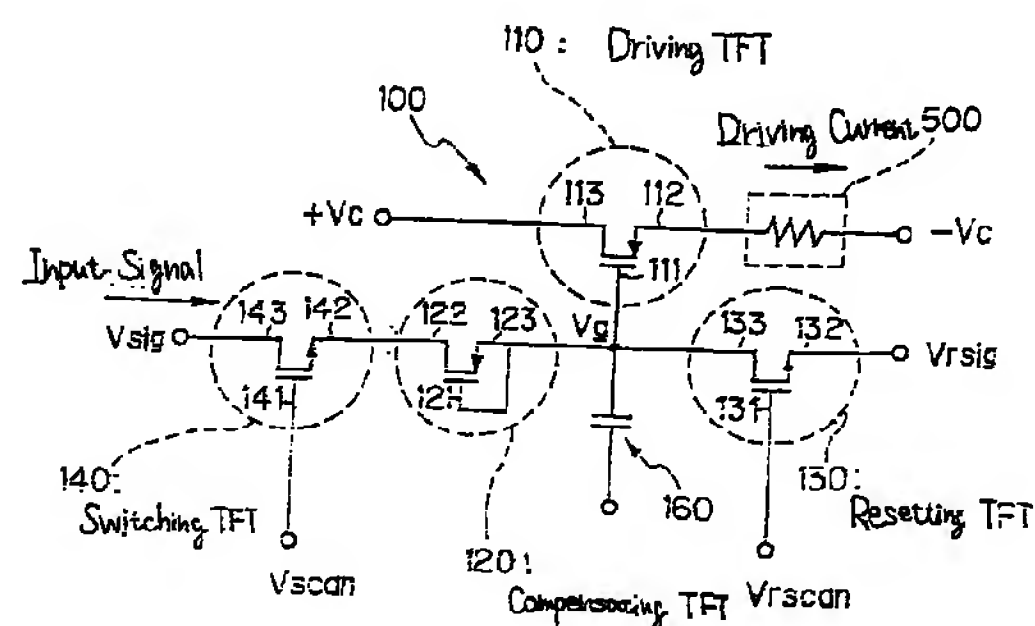 110 : Driving TFT
100
Driving Current 500
113
112
+Vc
-Vc
111
Input-Signal
Vsig
143
142
122
123
Vg
133
132
Vrsig
141
121
131
140:
Switching TFT
160
130:
Resetting TFT
120:
Vscan
Compensating TFT
Vrscan